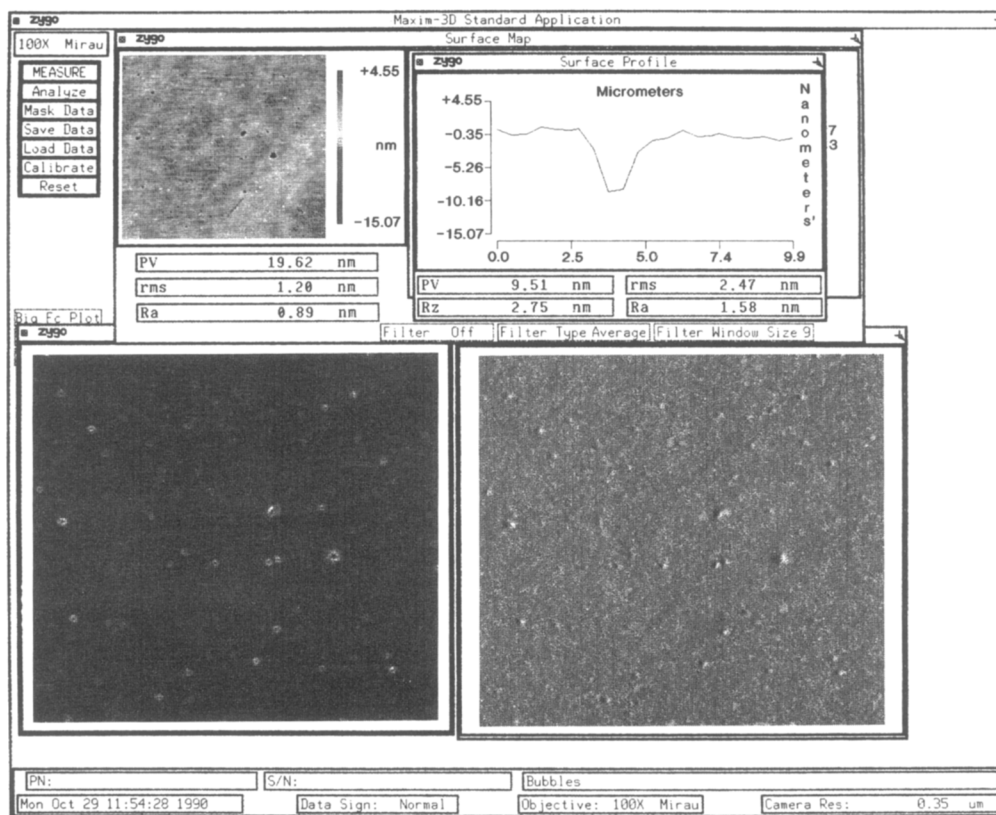 zygo Maxim-3D Standard Application
100X Mirau
MEASURE
Analyze
Mask Data
Save Data
Load Data
Calibrate
Reset
zygo Surface Map
+4.55
nm
-15.07
PV 19.62 nm
rms 1.20 nm
Ra 0.89 nm
zygo Surface Profile
Micrometers
+4.55
-0.35
-5.26
-10.16
-15.07
0.0 2.5 5.0 7.4 9.9
Nanometers'
7
3
PV 9.51 nm
rms 2.47 nm
Rz 2.75 nm
Ra 1.58 nm
Big Fc Plot
zygo
Filter Off
Filter Type Average
Filter Window Size 9
PN:
S/N:
Bubbles
Mon Oct 29 11:54:28 1990
Data Sign: Normal
Objective: 100X Mirau
Camera Res: 0.35 um